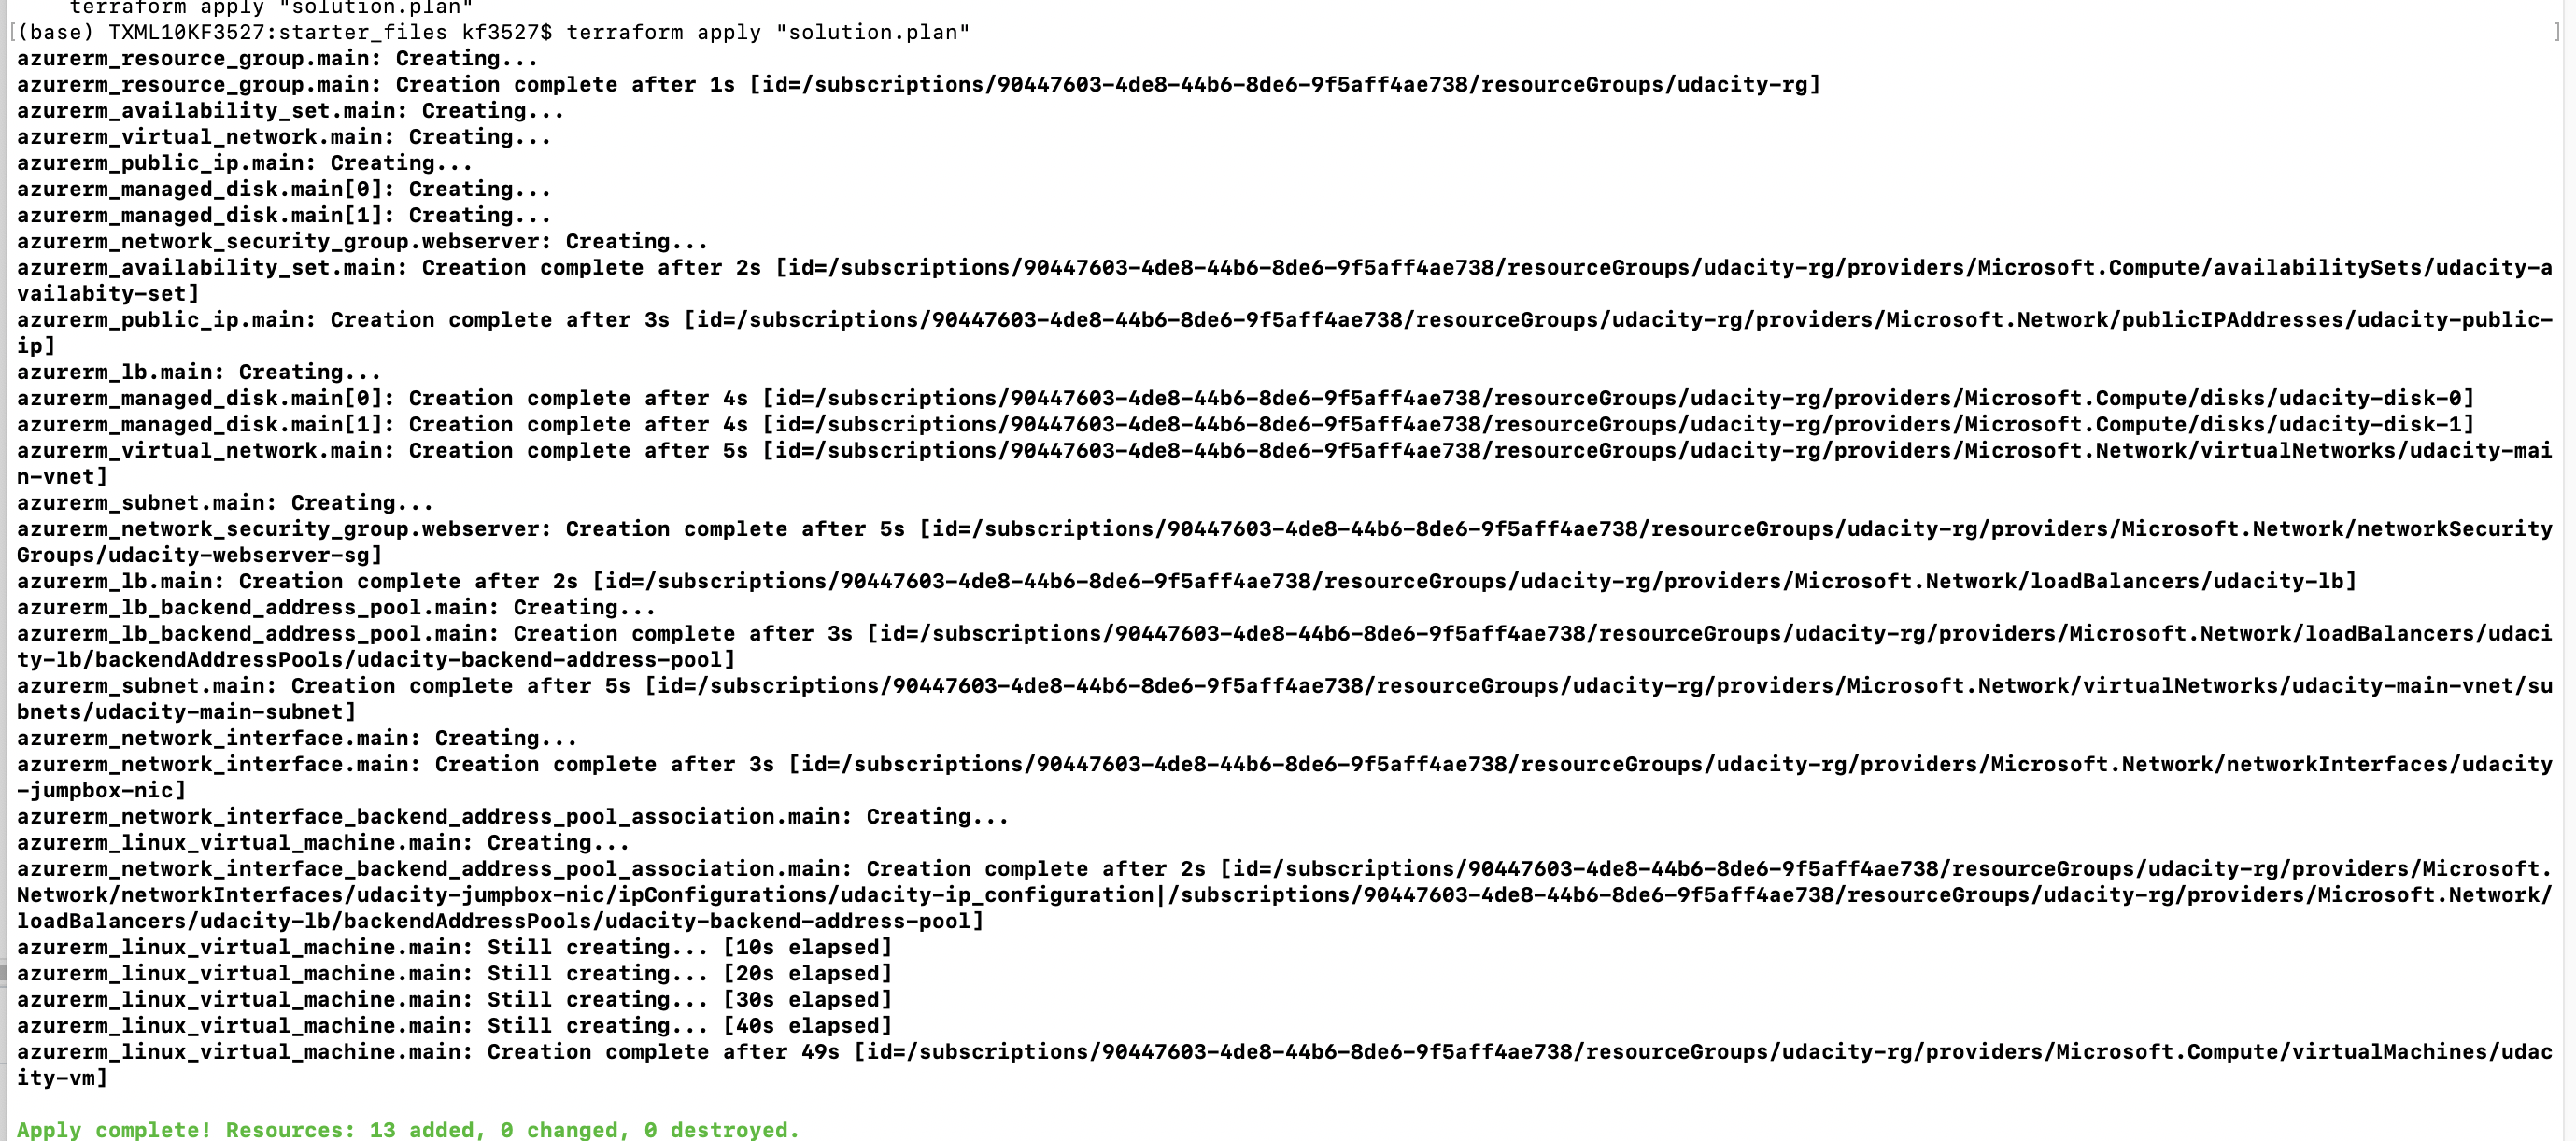 terraform apply "solution.plan"
[(base) TXML10KF3527:starter_files kf3527$ terraform apply "solution.plan" ]
azurerm_resource_group.main: Creating...
azurerm_resource_group.main: Creation complete after 1s [id=/subscriptions/90447603-4de8-44b6-8de6-9f5aff4ae738/resourceGroups/udacity-rg]
azurerm_availability_set.main: Creating...
azurerm_virtual_network.main: Creating...
azurerm_public_ip.main: Creating...
azurerm_managed_disk.main[0]: Creating...
azurerm_managed_disk.main[1]: Creating...
azurerm_network_security_group.webserver: Creating...
azurerm_availability_set.main: Creation complete after 2s [id=/subscriptions/90447603-4de8-44b6-8de6-9f5aff4ae738/resourceGroups/udacity-rg/providers/Microsoft.Compute/availabilitySets/udacity-a
vailabity-set]
azurerm_public_ip.main: Creation complete after 3s [id=/subscriptions/90447603-4de8-44b6-8de6-9f5aff4ae738/resourceGroups/udacity-rg/providers/Microsoft.Network/publicIPAddresses/udacity-public-
ip]
azurerm_lb.main: Creating...
azurerm_managed_disk.main[0]: Creation complete after 4s [id=/subscriptions/90447603-4de8-44b6-8de6-9f5aff4ae738/resourceGroups/udacity-rg/providers/Microsoft.Compute/disks/udacity-disk-0]
azurerm_managed_disk.main[1]: Creation complete after 4s [id=/subscriptions/90447603-4de8-44b6-8de6-9f5aff4ae738/resourceGroups/udacity-rg/providers/Microsoft.Compute/disks/udacity-disk-1]
azurerm_virtual_network.main: Creation complete after 5s [id=/subscriptions/90447603-4de8-44b6-8de6-9f5aff4ae738/resourceGroups/udacity-rg/providers/Microsoft.Network/virtualNetworks/udacity-mai
n-vnet]
azurerm_subnet.main: Creating...
azurerm_network_security_group.webserver: Creation complete after 5s [id=/subscriptions/90447603-4de8-44b6-8de6-9f5aff4ae738/resourceGroups/udacity-rg/providers/Microsoft.Network/networkSecurity
Groups/udacity-webserver-sg]
azurerm_lb.main: Creation complete after 2s [id=/subscriptions/90447603-4de8-44b6-8de6-9f5aff4ae738/resourceGroups/udacity-rg/providers/Microsoft.Network/loadBalancers/udacity-lb]
azurerm_lb_backend_address_pool.main: Creating...
azurerm_lb_backend_address_pool.main: Creation complete after 3s [id=/subscriptions/90447603-4de8-44b6-8de6-9f5aff4ae738/resourceGroups/udacity-rg/providers/Microsoft.Network/loadBalancers/udaci
ty-lb/backendAddressPools/udacity-backend-address-pool]
azurerm_subnet.main: Creation complete after 5s [id=/subscriptions/90447603-4de8-44b6-8de6-9f5aff4ae738/resourceGroups/udacity-rg/providers/Microsoft.Network/virtualNetworks/udacity-main-vnet/su
bnets/udacity-main-subnet]
azurerm_network_interface.main: Creating...
azurerm_network_interface.main: Creation complete after 3s [id=/subscriptions/90447603-4de8-44b6-8de6-9f5aff4ae738/resourceGroups/udacity-rg/providers/Microsoft.Network/networkInterfaces/udacity
-jumpbox-nic]
azurerm_network_interface_backend_address_pool_association.main: Creating...
azurerm_linux_virtual_machine.main: Creating...
azurerm_network_interface_backend_address_pool_association.main: Creation complete after 2s [id=/subscriptions/90447603-4de8-44b6-8de6-9f5aff4ae738/resourceGroups/udacity-rg/providers/Microsoft.
Network/networkInterfaces/udacity-jumpbox-nic/ipConfigurations/udacity-ip_configuration|/subscriptions/90447603-4de8-44b6-8de6-9f5aff4ae738/resourceGroups/udacity-rg/providers/Microsoft.Network/
loadBalancers/udacity-lb/backendAddressPools/udacity-backend-address-pool]
azurerm_linux_virtual_machine.main: Still creating... [10s elapsed]
azurerm_linux_virtual_machine.main: Still creating... [20s elapsed]
azurerm_linux_virtual_machine.main: Still creating... [30s elapsed]
azurerm_linux_virtual_machine.main: Still creating... [40s elapsed]
azurerm_linux_virtual_machine.main: Creation complete after 49s [id=/subscriptions/90447603-4de8-44b6-8de6-9f5aff4ae738/resourceGroups/udacity-rg/providers/Microsoft.Compute/virtualMachines/udac
ity-vm]
Apply complete! Resources: 13 added, 0 changed, 0 destroyed.